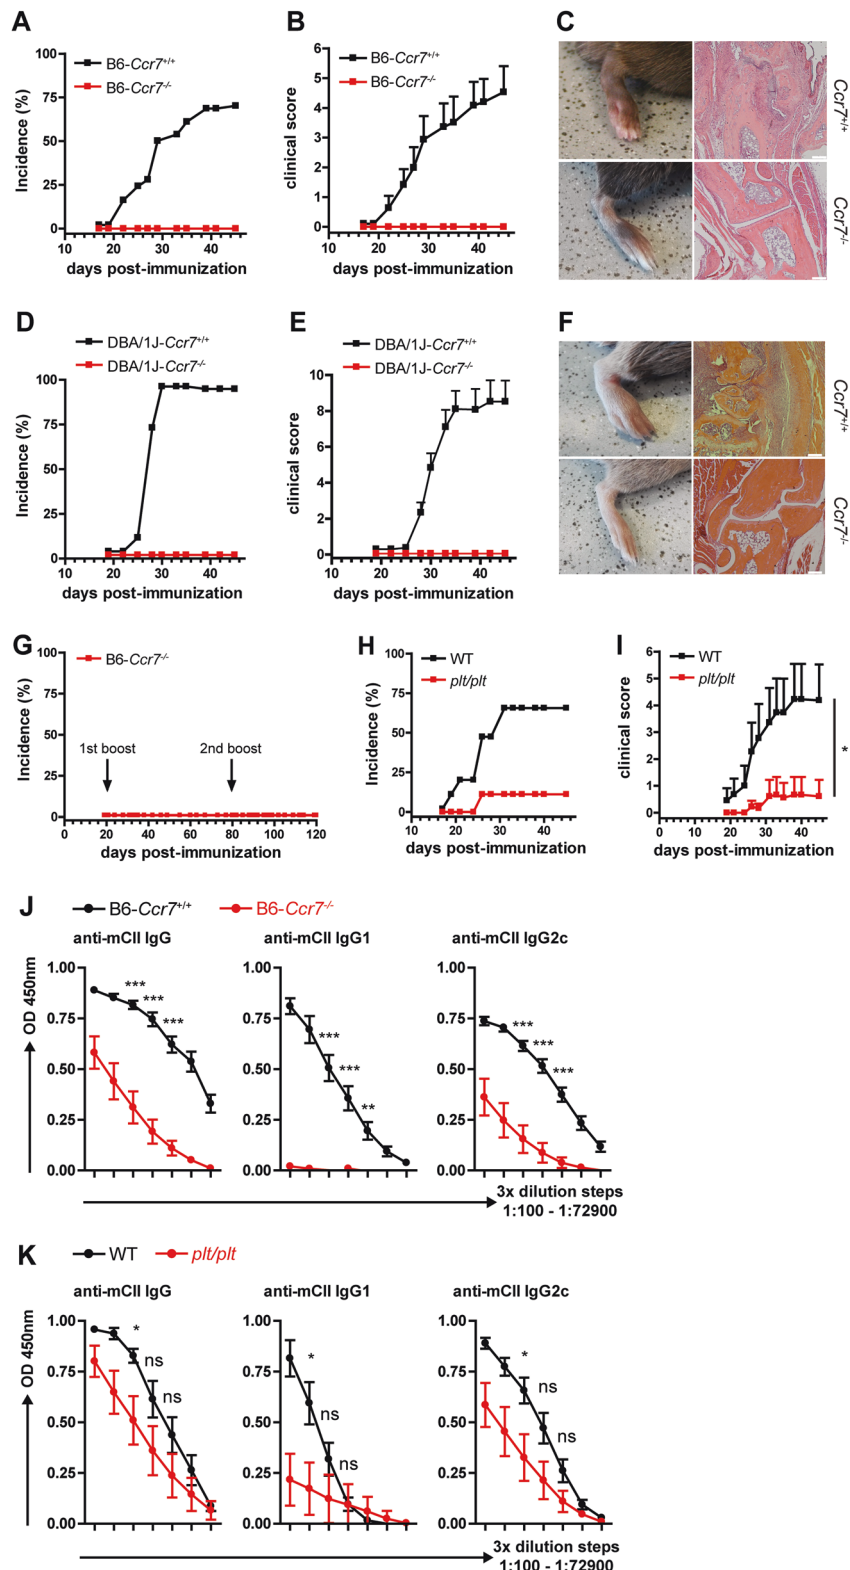 A
B6-Ccr7+/+
B6-Ccr7-/-
Incidence (%)
100
75
50
25
0
10 20 30 40
days post-immunization
B
B6-Ccr7+/+
B6-Ccr7-/-
clinical score
6
5
4
3
2
1
0
10 20 30 40
days post-immunization
C
Ccr7+/+
Ccr7-/-
D
DBA/1J-Ccr7+/+
DBA/1J-Ccr7-/-
Incidence (%)
100
75
50
25
0
10 20 30 40
days post-immunization
E
DBA/1J-Ccr7+/+
DBA/1J-Ccr7-/-
clinical score
10
8
6
4
2
0
10 20 30 40
days post-immunization
F
Ccr7+/+
Ccr7-/-
G
B6-Ccr7-/-
Incidence (%)
100
75
50
25
0
1st boost
2nd boost
0 20 40 60 80 100 120
days post-immunization
H
WT
plt/plt
Incidence (%)
100
75
50
25
0
10 20 30 40
days post-immunization
I
WT
plt/plt
clinical score
6
5
4
3
2
1
0
*
0 10 20 30 40
days post-immunization
J
B6-Ccr7+/+
B6-Ccr7-/-
anti-mCII IgG
OD 450nm
1.00
0.50
0.25
0.00
***
***
***
anti-mCII IgG1
1.00
0.50
0.25
0.00
***
***
**
anti-mCII IgG2c
1.00
0.50
0.25
0.00
***
***
***
3x dilution steps
1:100 - 1:72900
K
WT
plt/plt
anti-mCII IgG
OD 450nm
1.00
0.75
0.50
0.25
0.00
*
ns
ns
anti-mCII IgG1
1.00
0.75
0.50
0.25
0.00
*
ns
ns
anti-mCII IgG2c
1.00
0.75
0.50
0.25
0.00
*
ns
ns
3x dilution steps
1:100 - 1:72900